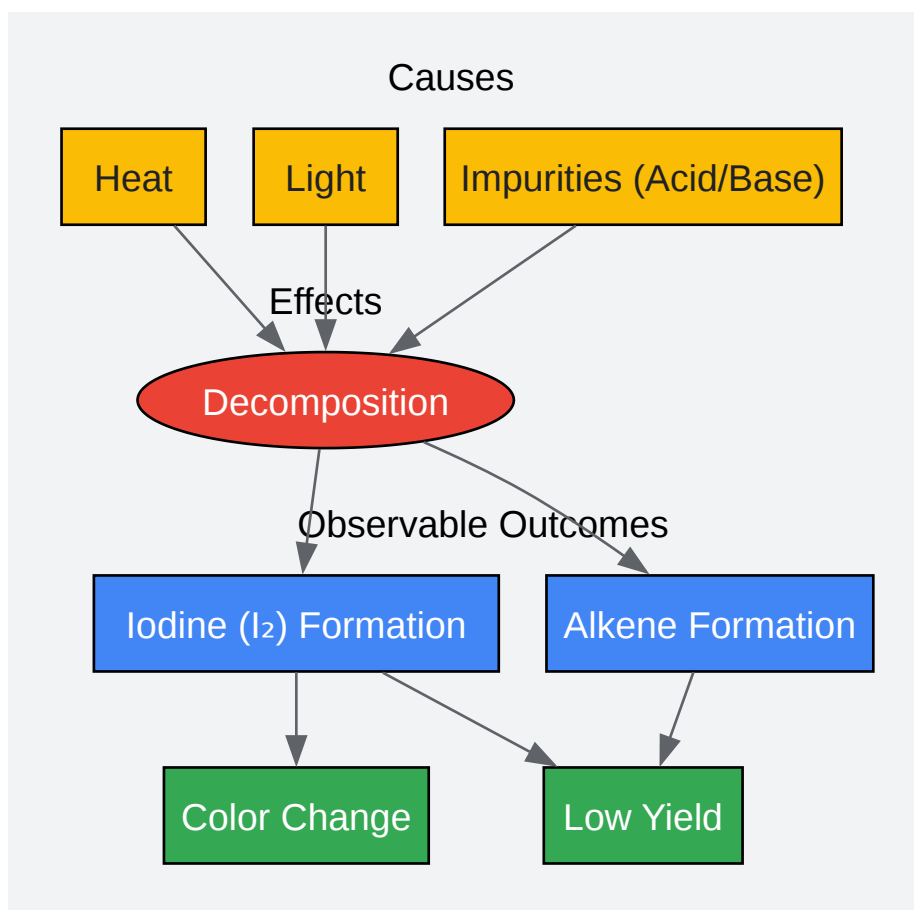 Causes
Heat
Light
Impurities (Acid/Base)
Effects
Decomposition
Observable Outcomes
Iodine (I₂) Formation
Alkene Formation
Color Change
Low Yield